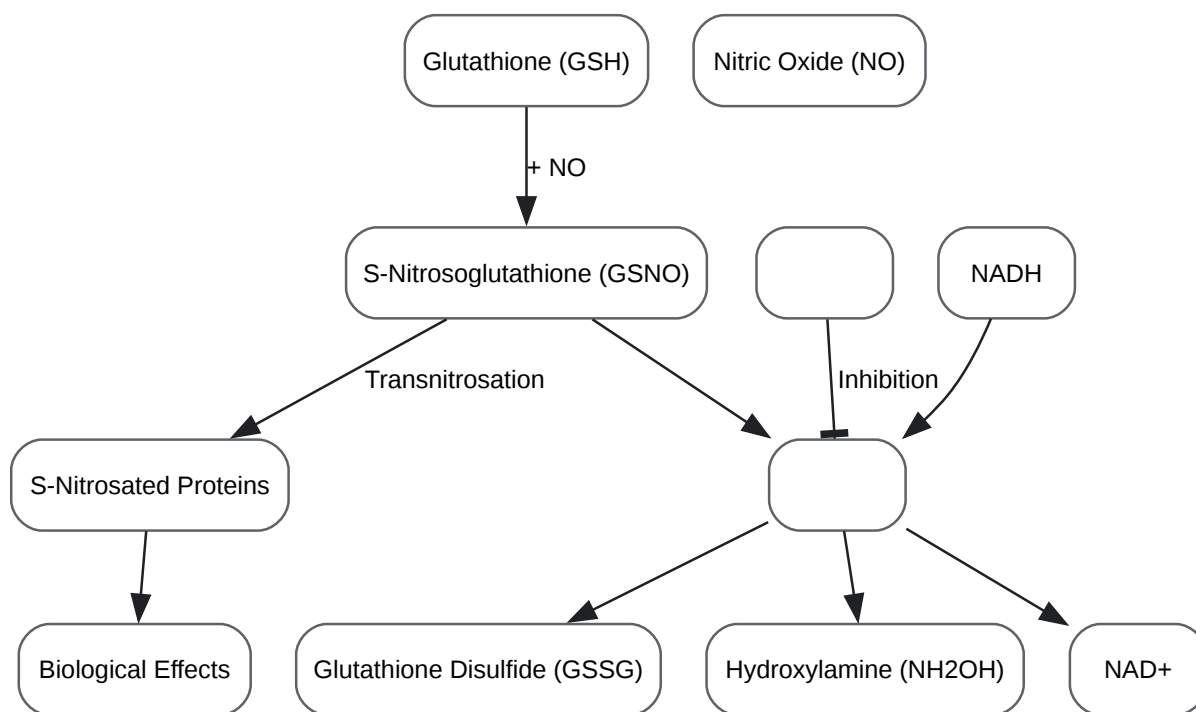 Glutathione (GSH)
Nitric Oxide (NO)
+ NO
S-Nitrosoglutathione (GSNO)
NADH
Transnitrosation
Inhibition
S-Nitrosated Proteins
Biological Effects
Glutathione Disulfide (GSSG)
Hydroxylamine (NH2OH)
NAD+